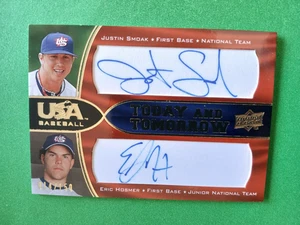 JUSTIN SMOAK ♦ FIRST BASE ♦ NATIONAL TEAM
USA
BASEBALL
TODAY AND
TOMORROW
ERIC HOSMER ♦ FIRST BASE ♦ JUNIOR NATIONAL TEAM